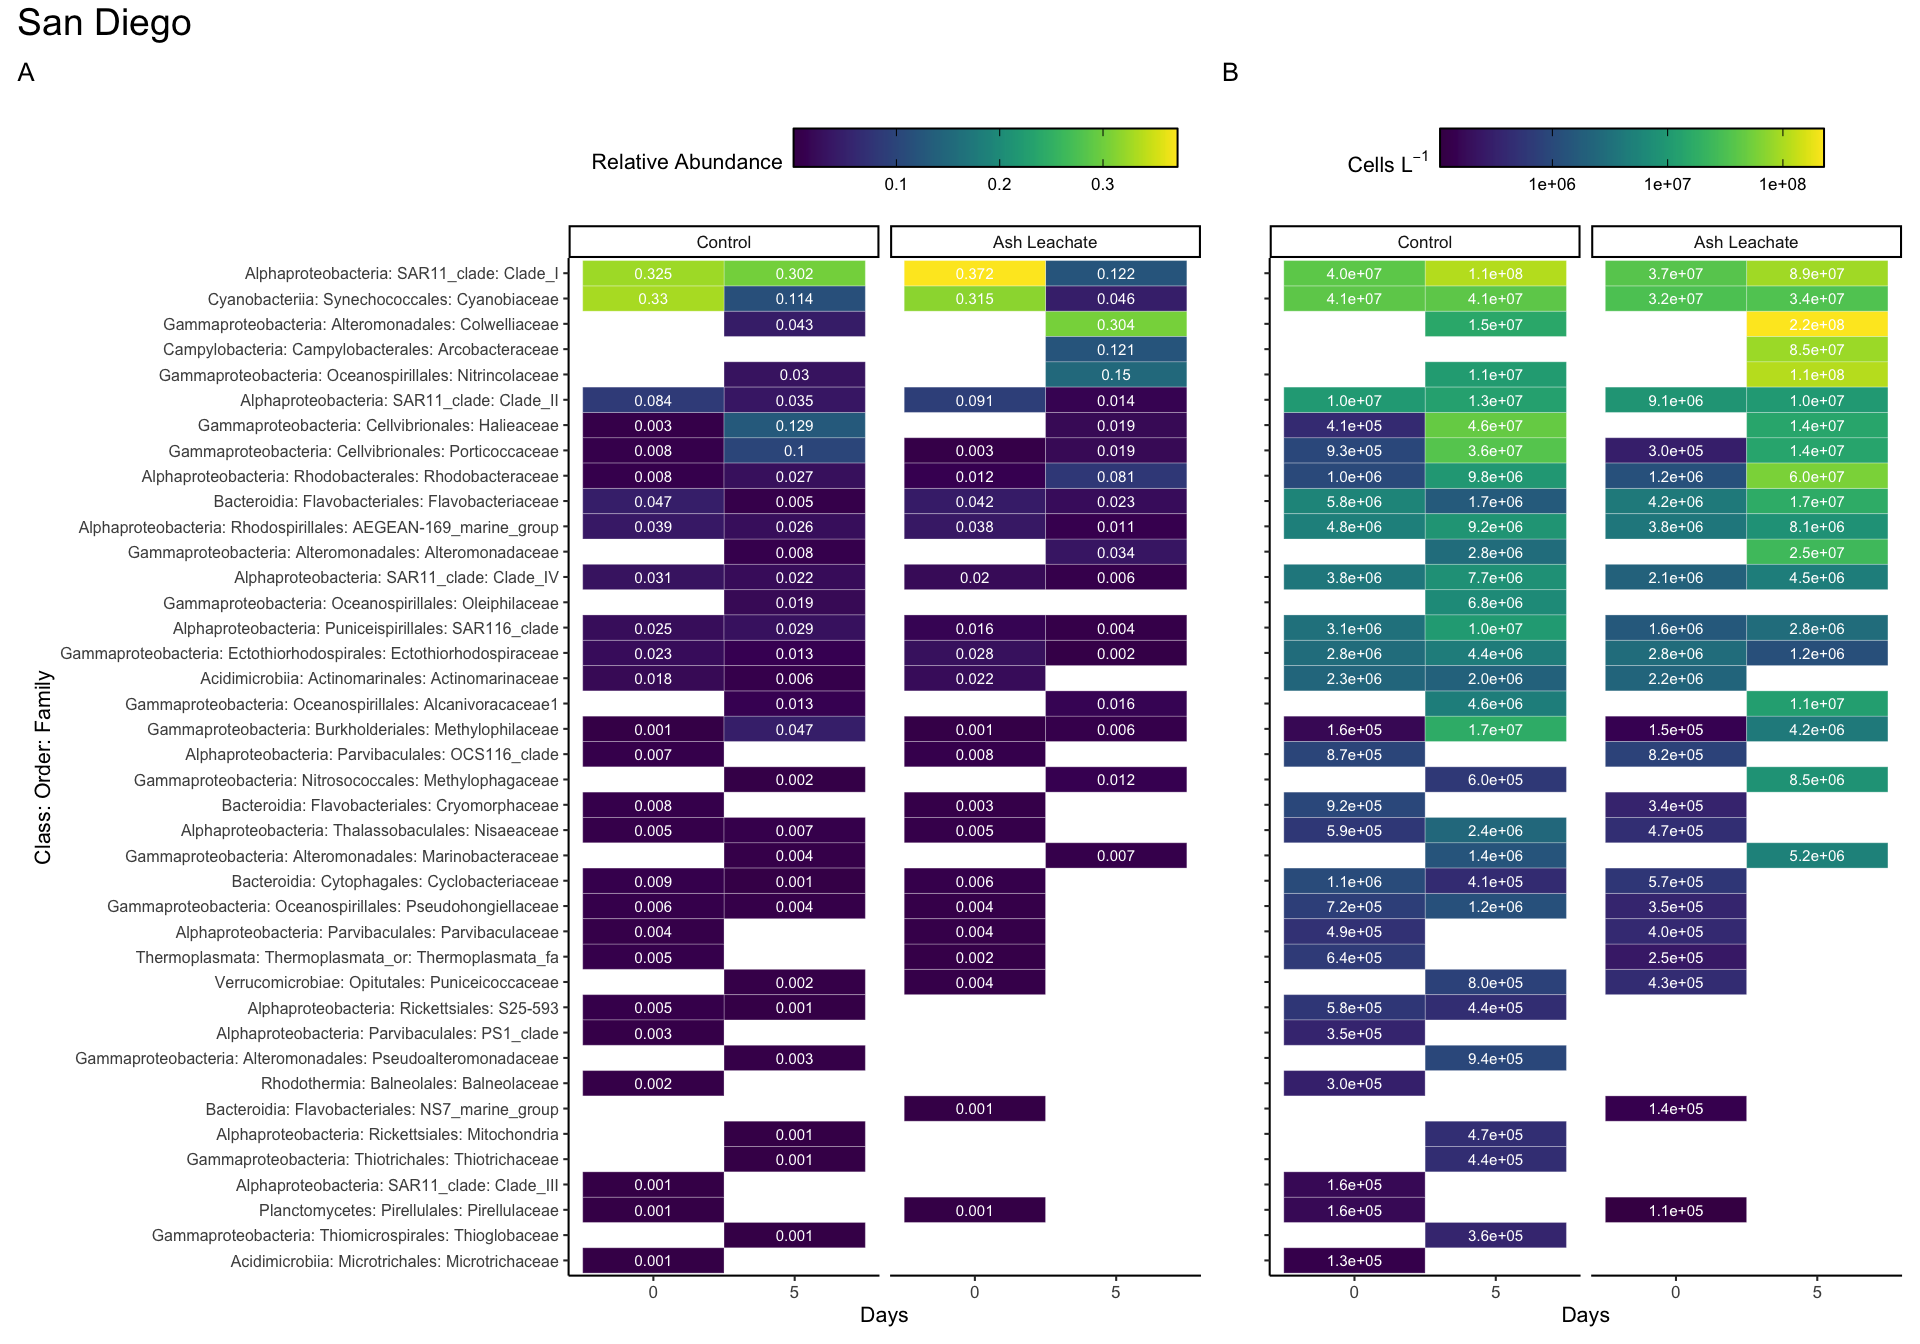 San Diego
A
B
Relative Abundance
0.1 0.2 0.3
Cells L⁻¹
1e+06 1e+07 1e+08
Control Ash Leachate Control Ash Leachate
Class: Order: Family
Alphaproteobacteria: SAR11_clade: Clade_I 0.325 0.302 0.372 0.122 4.0e+07 1.1e+08 3.7e+07 8.9e+07
Cyanobacteriia: Synechococcales: Cyanobiaceae 0.33 0.114 0.315 0.046 4.1e+07 4.1e+07 3.2e+07 3.4e+07
Gammaproteobacteria: Alteromonadales: Colwelliaceae 0.043 0.304 1.5e+07 2.2e+08
Campylobacteria: Campylobacterales: Arcobacteraceae 0.121 8.5e+07
Gammaproteobacteria: Oceanospirillales: Nitrincolaceae 0.03 0.15 1.1e+07 1.1e+08
Alphaproteobacteria: SAR11_clade: Clade_II 0.084 0.035 0.091 0.014 1.0e+07 1.3e+07 9.1e+06 1.0e+07
Gammaproteobacteria: Cellvibrionales: Halieaceae 0.003 0.129 0.019 4.1e+05 4.6e+07 1.4e+07
Gammaproteobacteria: Cellvibrionales: Porticoccaceae 0.008 0.1 0.003 0.019 9.3e+05 3.6e+07 3.0e+05 1.4e+07
Alphaproteobacteria: Rhodobacterales: Rhodobacteraceae 0.008 0.027 0.012 0.081 1.0e+06 9.8e+06 1.2e+06 6.0e+07
Bacteroidia: Flavobacteriales: Flavobacteriaceae 0.047 0.005 0.042 0.023 5.8e+06 1.7e+06 4.2e+06 1.7e+07
Alphaproteobacteria: Rhodospirillales: AEGEAN-169_marine_group 0.039 0.026 0.038 0.011 4.8e+06 9.2e+06 3.8e+06 8.1e+06
Gammaproteobacteria: Alteromonadales: Alteromonadaceae 0.008 0.034 2.8e+06 2.5e+07
Alphaproteobacteria: SAR11_clade: Clade_IV 0.031 0.022 0.02 0.006 3.8e+06 7.7e+06 2.1e+06 4.5e+06
Gammaproteobacteria: Oceanospirillales: Oleiphilaceae 0.019 6.8e+06
Alphaproteobacteria: Puniceispirillales: SAR116_clade 0.025 0.029 0.016 0.004 3.1e+06 1.0e+07 1.6e+06 2.8e+06
Gammaproteobacteria: Ectothiorhodospirales: Ectothiorhodospiraceae 0.023 0.013 0.028 0.002 2.8e+06 4.4e+06 2.8e+06 1.2e+06
Acidimicrobiia: Actinomarinales: Actinomarinaceae 0.018 0.006 0.022 2.3e+06 2.0e+06 2.2e+06
Gammaproteobacteria: Oceanospirillales: Alcanivoracaceae1 0.013 0.016 4.6e+06 1.1e+07
Gammaproteobacteria: Burkholderiales: Methylophilaceae 0.001 0.047 0.001 0.006 1.6e+05 1.7e+07 1.5e+05 4.2e+06
Alphaproteobacteria: Parvibaculales: OCS116_clade 0.007 0.008 8.7e+05 8.2e+05
Gammaproteobacteria: Nitrosococcales: Methylophagaceae 0.002 0.012 6.0e+05 8.5e+06
Bacteroidia: Flavobacteriales: Cryomorphaceae 0.008 0.003 9.2e+05 3.4e+05
Alphaproteobacteria: Thalassobaculales: Nisaeaceae 0.005 0.007 0.005 5.9e+05 2.4e+06 4.7e+05
Gammaproteobacteria: Alteromonadales: Marinobacteraceae 0.004 0.007 1.4e+06 5.2e+06
Bacteroidia: Cytophagales: Cyclobacteriaceae 0.009 0.001 0.006 1.1e+06 4.1e+05 5.7e+05
Gammaproteobacteria: Oceanospirillales: Pseudohongiellaceae 0.006 0.004 0.004 7.2e+05 1.2e+06 3.5e+05
Alphaproteobacteria: Parvibaculales: Parvibaculaceae 0.004 0.004 4.9e+05 4.0e+05
Thermoplasmata: Thermoplasmata_or: Thermoplasmata_fa 0.005 0.002 6.4e+05 2.5e+05
Verrucomicrobiae: Opitutales: Puniceicoccaceae 0.002 0.004 8.0e+05 4.3e+05
Alphaproteobacteria: Rickettsiales: S25-593 0.005 0.001 5.8e+05 4.4e+05
Alphaproteobacteria: Parvibaculales: PS1_clade 0.003 3.5e+05
Gammaproteobacteria: Alteromonadales: Pseudoalteromonadaceae 0.003 9.4e+05
Rhodothermia: Balneolales: Balneolaceae 0.002 3.0e+05
Bacteroidia: Flavobacteriales: NS7_marine_group 0.001 1.4e+05
Alphaproteobacteria: Rickettsiales: Mitochondria 0.001 4.7e+05
Gammaproteobacteria: Thiotrichales: Thiotrichaceae 0.001 4.4e+05
Alphaproteobacteria: SAR11_clade: Clade_III 0.001 1.6e+05
Planctomycetes: Pirellulales: Pirellulaceae 0.001 0.001 1.6e+05 1.1e+05
Gammaproteobacteria: Thiomicrospirales: Thioglobaceae 0.001 3.6e+05
Acidimicrobiia: Microtrichales: Microtrichaceae 0.001 1.3e+05
0 5 0 5 0 5 0 5
Days Days